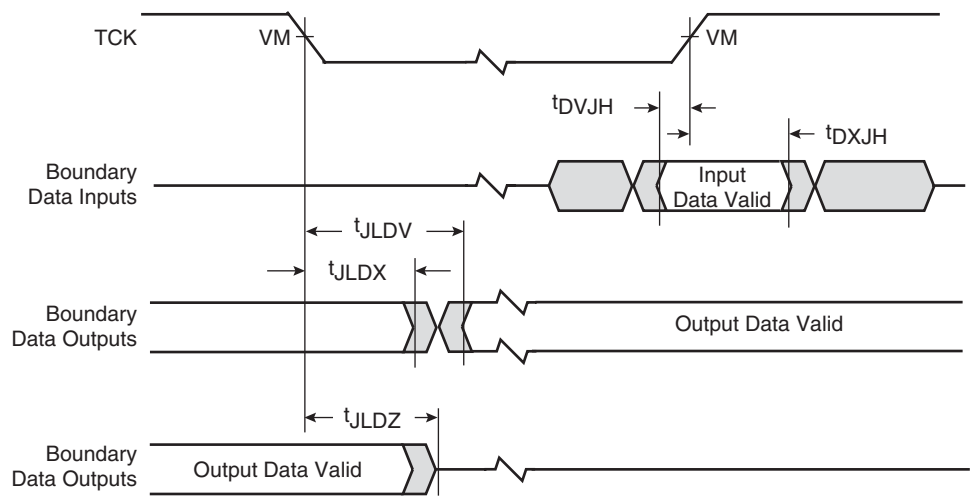 TCK
VM
VM
tDVJH
tDXJH
Boundary
Data Inputs
Input
Data Valid
tJLDV
tJLDX
Boundary
Data Outputs
Output Data Valid
tJLDZ
Boundary
Data Outputs
Output Data Valid